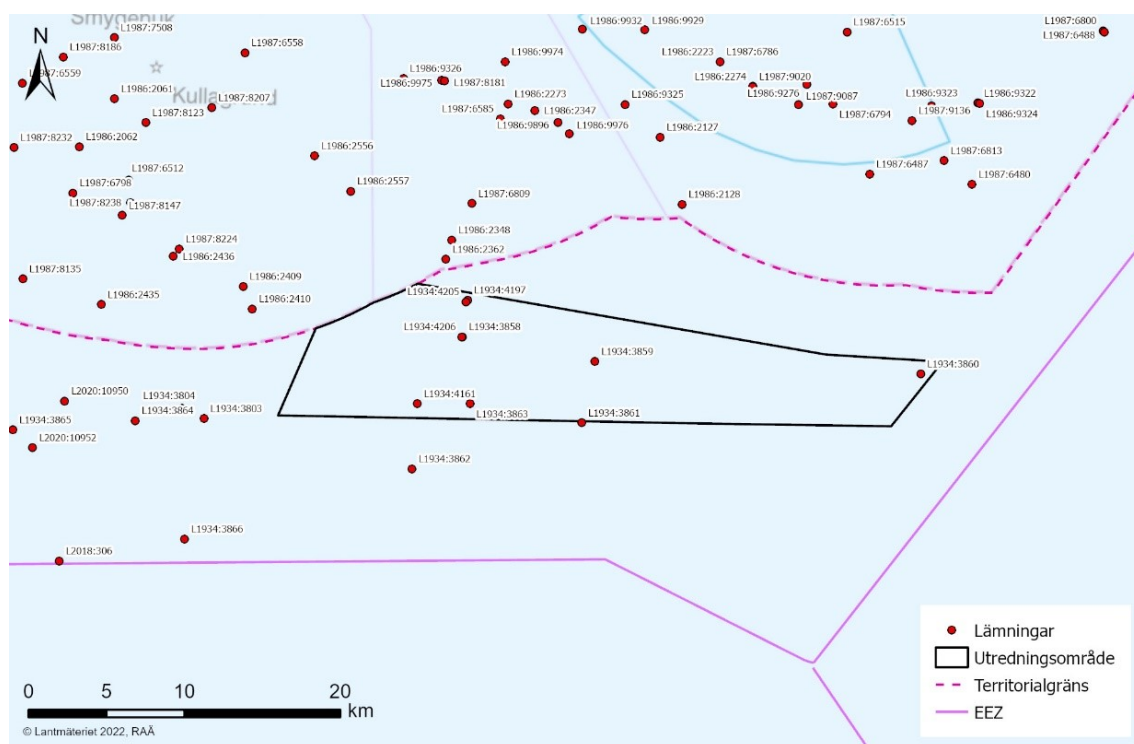 Smygehuk
L1987:7508
L1986:9932
L1986:9929
L1987:6515
L1987:6800
L1987:6488
N
L1987:8186
L1987:6558
L1986:9974
L1986:2223
L1987:6786
L1987:6559
L1986:9326
L1986:9975
L1987:8181
L1986:2274
L1987:9020
L1986:2061
Kullagrund
L1987:8207
L1986:2273
L1986:9325
L1986:9276
L1987:9087
L1986:9323
L1986:9322
L1987:8123
L1987:6585
L1986:2347
L1987:6794
L1987:9136
L1986:9324
L1986:9896
L1986:9976
L1987:8232
L1986:2062
L1986:2127
L1986:2556
L1987:6813
L1987:6512
L1987:6487
L1987:6798
L1986:2557
L1987:6480
L1987:8238
L1987:8147
L1987:6809
L1986:2128
L1987:8224
L1986:2348
L1986:2436
L1986:2362
L1987:8135
L1986:2409
L1934:4205
L1934:4197
L1986:2435
L1986:2410
L1934:4206
L1934:3858
L1934:3859
L1934:3860
L2020:10950
L1934:3804
L1934:4161
L1934:3865
L1934:3864
L1934:3803
L1934:3863
L1934:3861
L2020:10952
L1934:3862
L1934:3866
L2018:306
Lämningar
Utredningsområde
Territorialgräns
EEZ
0 5 10 20
km
© Lantmäteriet 2022, RAÄ